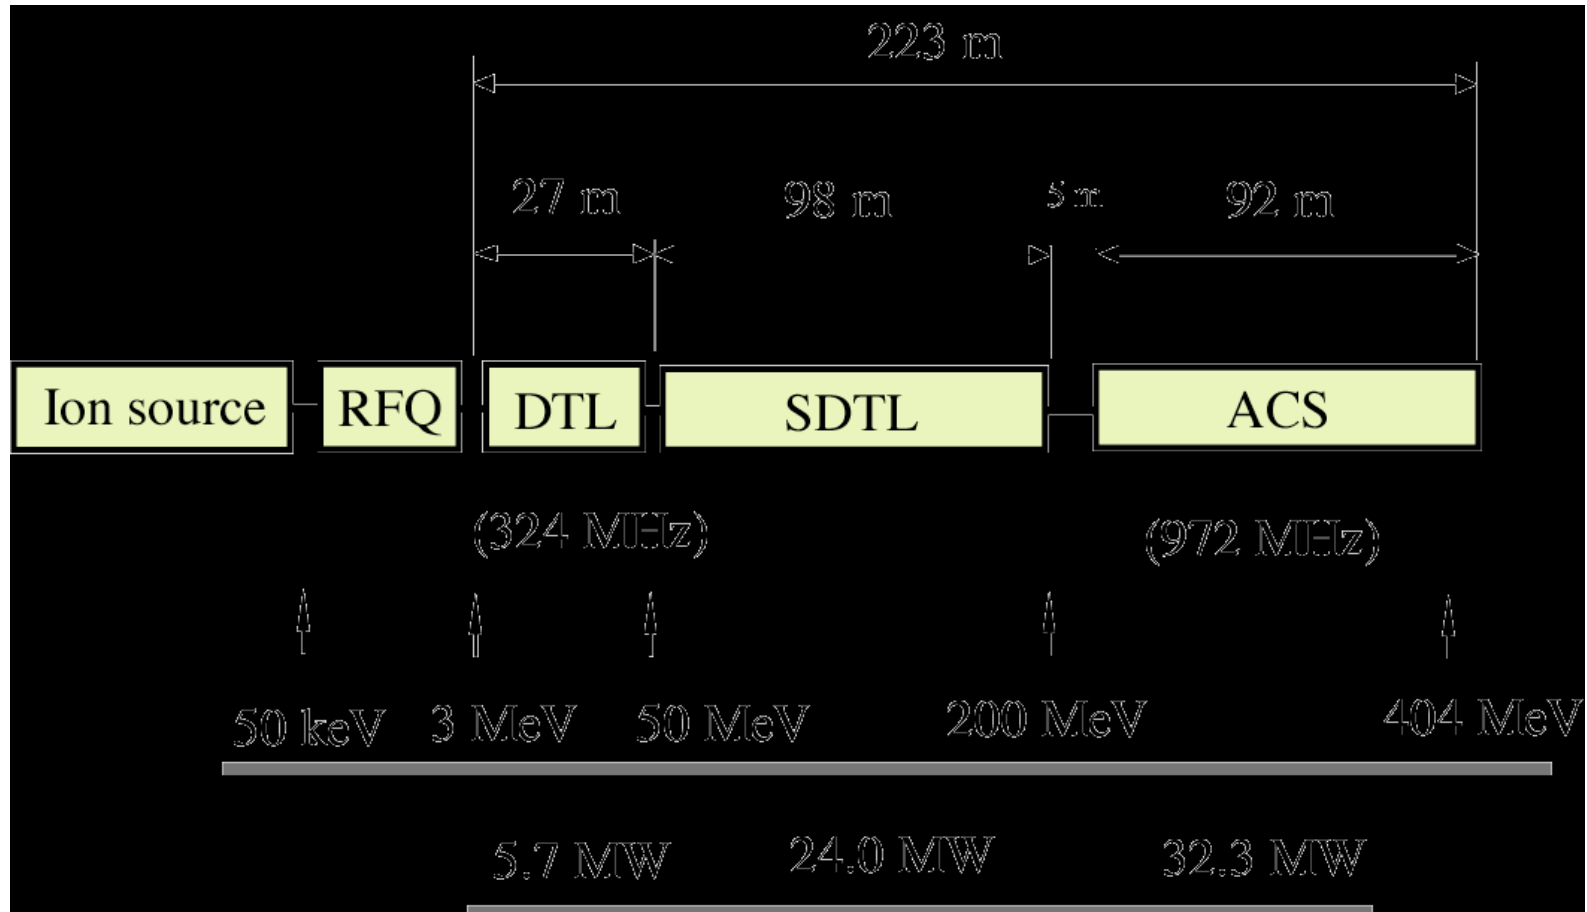 223 m
27 m 98 m 5 m 92 m
Ion source RFQ DTL SDTL ACS
(324 MHz) (972 MHz)
50 keV 3 MeV 50 MeV 200 MeV 404 MeV
5.7 MW 24.0 MW 32.3 MW